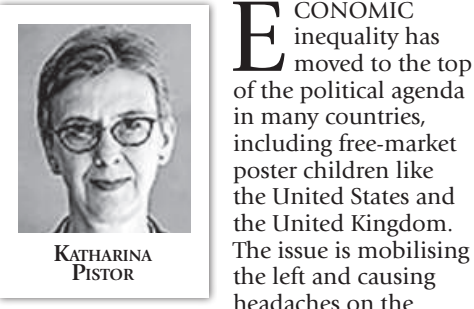 KATHARINA
PISTOR
ECONOMIC
inequality has
moved to the top
of the political agenda
in many countries,
including free-market
poster children like
the United States and
the United Kingdom.
The issue is mobilising
the left and causing
headaches on the